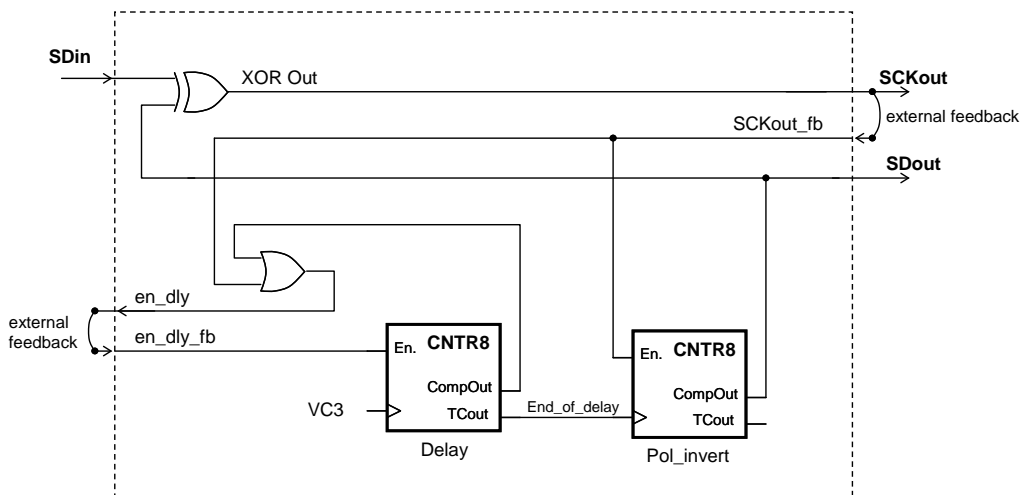 SDin
XOR Out
SCKout
external feedback
SCKout_fb
SDout
en_dly
external
feedback
en_dly_fb
En. CNTR8
CompOut
TCout
VC3
Delay
End_of_delay
En. CNTR8
CompOut
TCout
Pol_invert